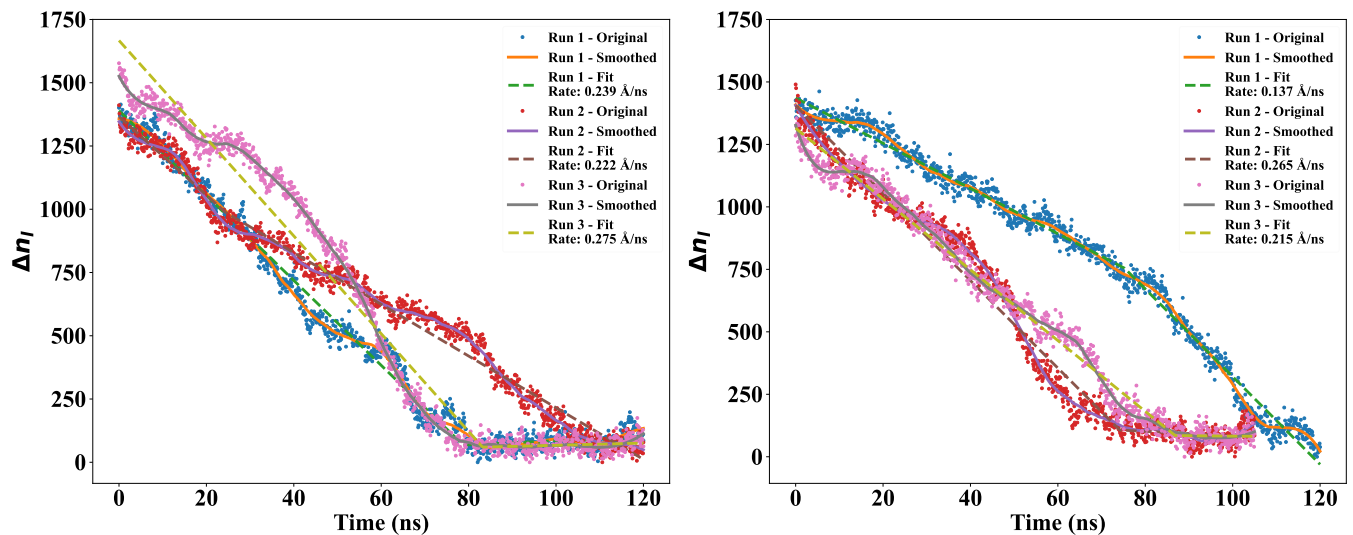 1750
1500
1250
1000
750
500
250
0
Δn_l
0 20 40 60 80 100 120
Time (ns)
Run 1 - Original
Run 1 - Smoothed
Run 1 - Fit
Rate: 0.239 Å/ns
Run 2 - Original
Run 2 - Smoothed
Run 2 - Fit
Rate: 0.222 Å/ns
Run 3 - Original
Run 3 - Smoothed
Run 3 - Fit
Rate: 0.275 Å/ns
1750
1500
1250
1000
750
500
250
0
Δn_l
0 20 40 60 80 100 120
Time (ns)
Run 1 - Original
Run 1 - Smoothed
Run 1 - Fit
Rate: 0.137 Å/ns
Run 2 - Original
Run 2 - Smoothed
Run 2 - Fit
Rate: 0.265 Å/ns
Run 3 - Original
Run 3 - Smoothed
Run 3 - Fit
Rate: 0.215 Å/ns